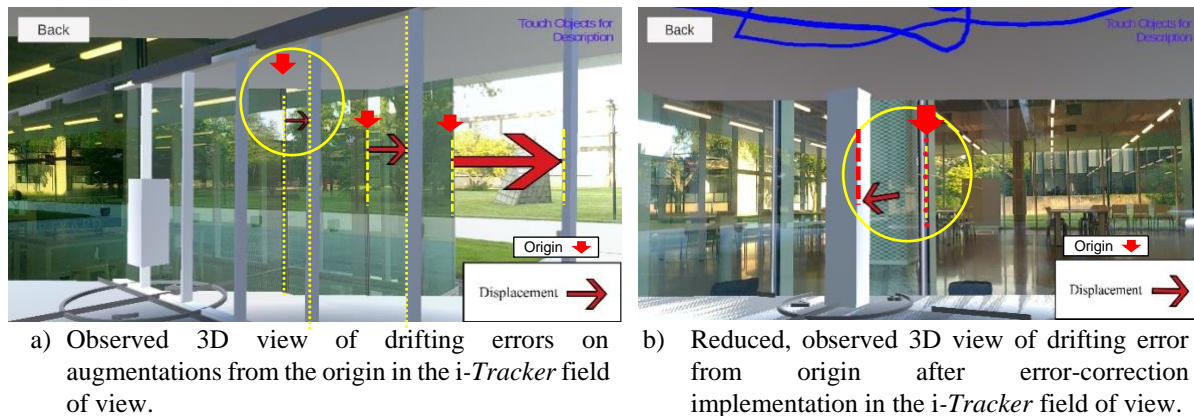 Back
Touch Objects for
Description
Origin
Displacement
a) Observed 3D view of drifting errors on
augmentations from the origin in the i-Tracker field
of view.
Back
Touch Objects for
Description
Origin
Displacement
b) Reduced, observed 3D view of drifting error
from origin after error-correction
implementation in the i-Tracker field of view.